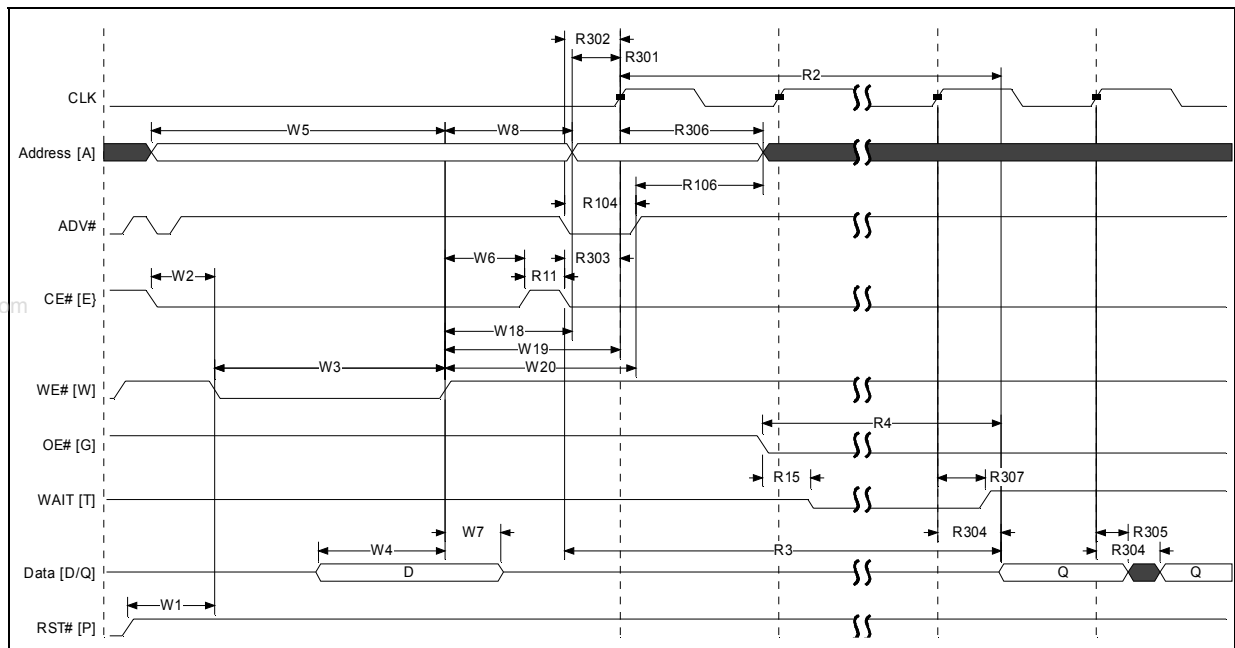 R302
R301
R2
CLK
W5
W8
R306
Address [A]
R106
R104
ADV#
W6
R303
W2
R11
CE# [E}
om
W18
W19
W3
W20
WE# [W]
R4
OE# [G]
R15
R307
WAIT [T]
W7
R304
R305
W4
R3
R304
Data [D/Q]
D
Q
Q
W1
RST# [P]